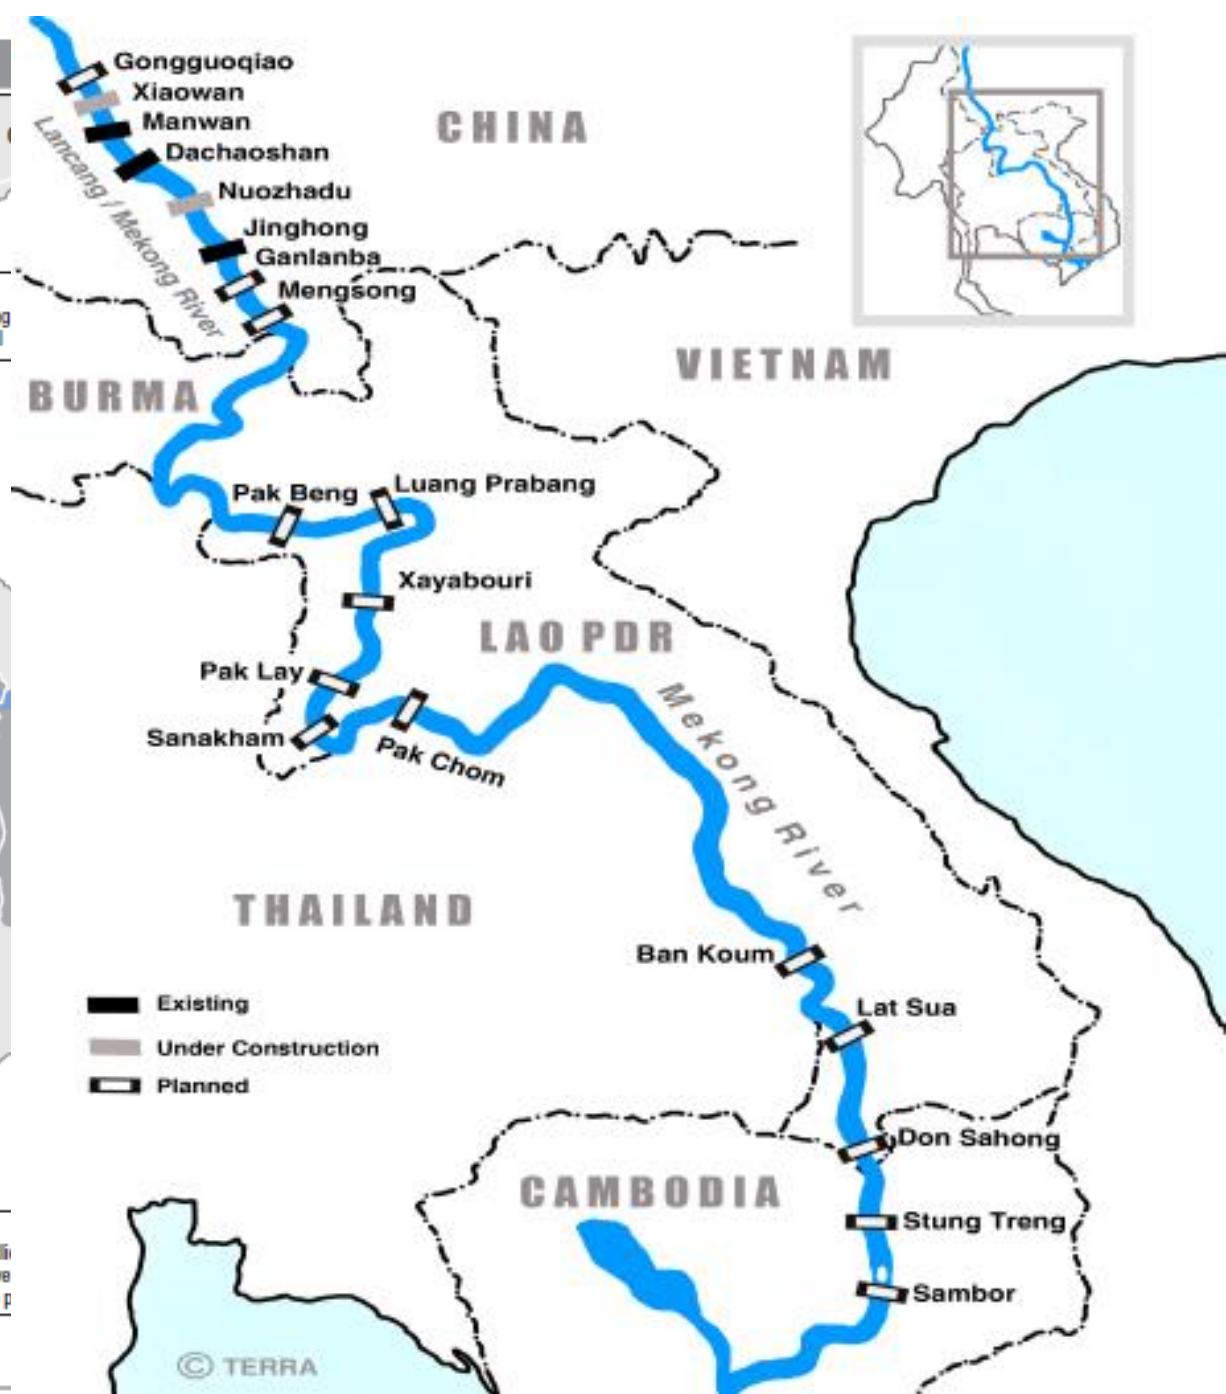 Gongguoqiao
Xiaowan
Manwan
Dachaoshan
Nuozhadu
Jinghong
Ganlanba
Mengsong
Lancang / Mekong River
CHINA
VIETNAM
BURMA
Pak Beng
Luang Prabang
Xayabouri
LAO PDR
Pak Lay
Sanakham
Pak Chom
Mekong River
THAILAND
Ban Koum
Lat Sua
Existing
Under Construction
Planned
Don Sahong
CAMBODIA
Stung Treng
Sambor
© TERRA